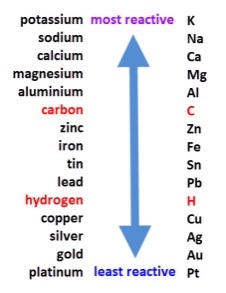 potassium most reactive K
sodium Na
calcium Ca
magnesium Mg
aluminium Al
carbon C
zinc Zn
iron Fe
tin Sn
lead Pb
hydrogen H
copper Cu
silver Ag
gold Au
platinum least reactive Pt